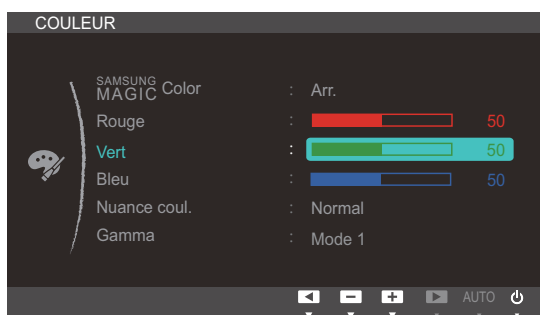 COULEUR
SAMSUNG MAGIC Color : Arr.
Rouge : 50
Vert : 50
Bleu : 50
Nuance coul. : Normal
Gamma : Mode 1
AUTO